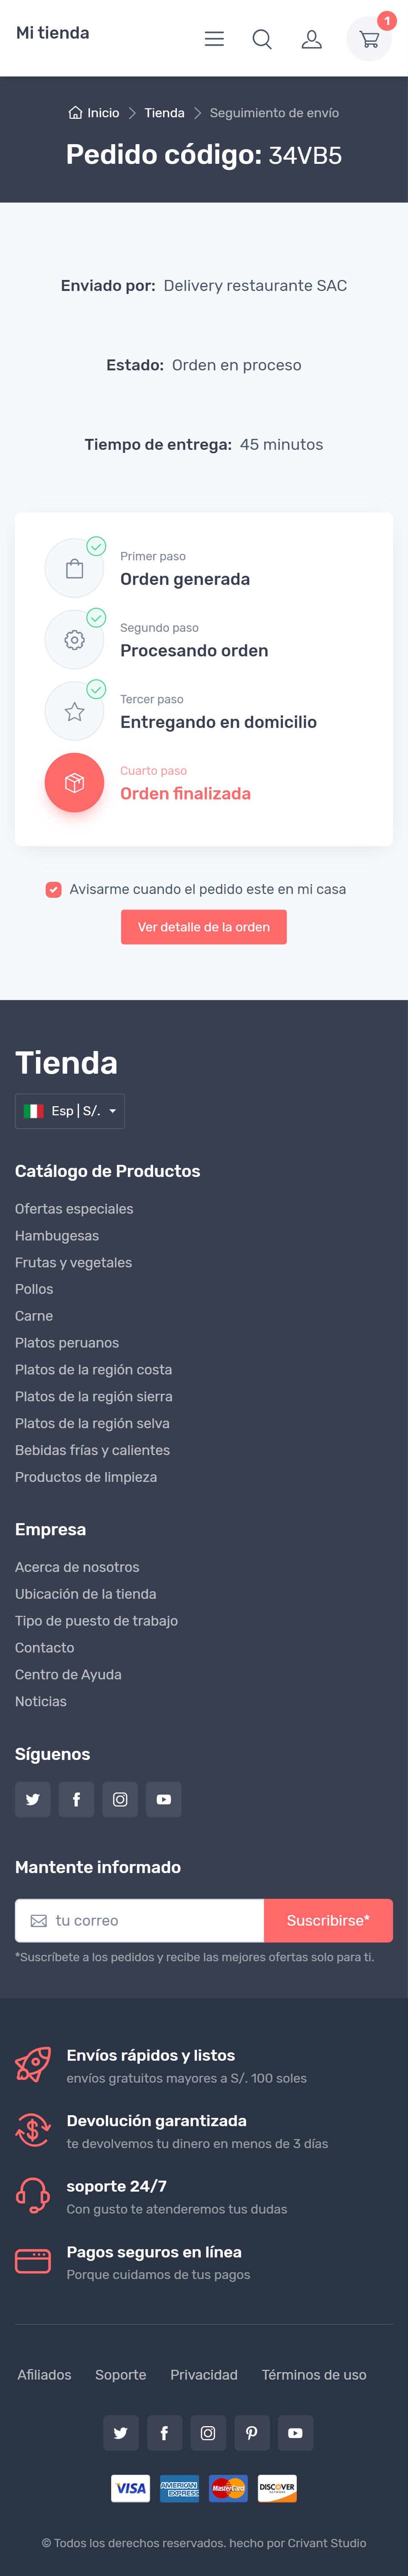 Mi tienda
1
Inicio > Tienda > Seguimiento de envío
Pedido código: 34VB5
Enviado por: Delivery restaurante SAC
Estado: Orden en proceso
Tiempo de entrega: 45 minutos
Primer paso
Orden generada
Segundo paso
Procesando orden
Tercer paso
Entregando en domicilio
Cuarto paso
Orden finalizada
Avisarme cuando el pedido este en mi casa
Ver detalle de la orden
Tienda
Esp | S/.
Catálogo de Productos
Ofertas especiales
Hambugesas
Frutas y vegetales
Pollos
Carne
Platos peruanos
Platos de la región costa
Platos de la región sierra
Platos de la región selva
Bebidas frías y calientes
Productos de limpieza
Empresa
Acerca de nosotros
Ubicación de la tienda
Tipo de puesto de trabajo
Contacto
Centro de Ayuda
Noticias
Síguenos
Mantente informado
tu correo
Suscribirse*
*Suscríbete a los pedidos y recibe las mejores ofertas solo para ti.
Envíos rápidos y listos
envíos gratuitos mayores a S/. 100 soles
Devolución garantizada
te devolvemos tu dinero en menos de 3 días
soporte 24/7
Con gusto te atenderemos tus dudas
Pagos seguros en línea
Porque cuidamos de tus pagos
Afiliados Soporte Privacidad Términos de uso
VISA AMERICAN EXPRESS MasterCard DISCOVER NETWORK
© Todos los derechos reservados. hecho por Crivant Studio